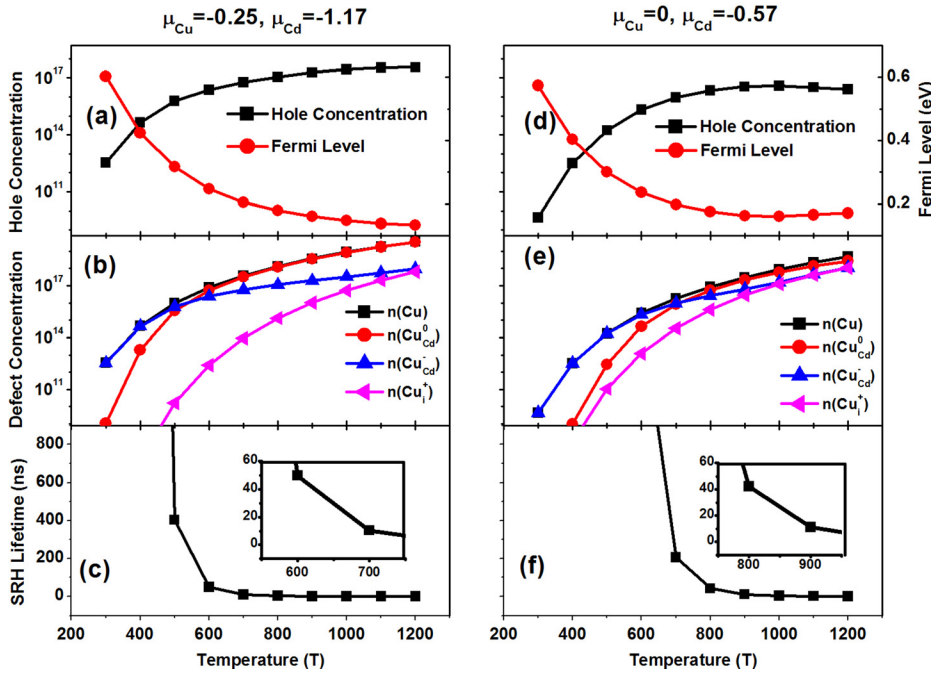 μCu=-0.25, μCd=-1.17
μCu=0, μCd=-0.57
Hole Concentration
10^17
10^14
10^11
(a)
Hole Concentration
Fermi Level
(d)
Hole Concentration
Fermi Level
0.6
0.4
0.2
Fermi Level (eV)
Defect Concentration
10^17
10^14
10^11
(b)
n(Cu)
n(Cu^0_Cd)
n(Cu^-_Cd)
n(Cu^+_i)
(e)
n(Cu)
n(Cu^0_Cd)
n(Cu^-_Cd)
n(Cu^+_i)
SRH Lifetime (ns)
800
600
400
200
0
(c)
60
40
20
0
600 700
(f)
60
40
20
0
800 900
200 400 600 800 1000 1200
200 400 600 800 1000 1200
Temperature (T)
Temperature (T)